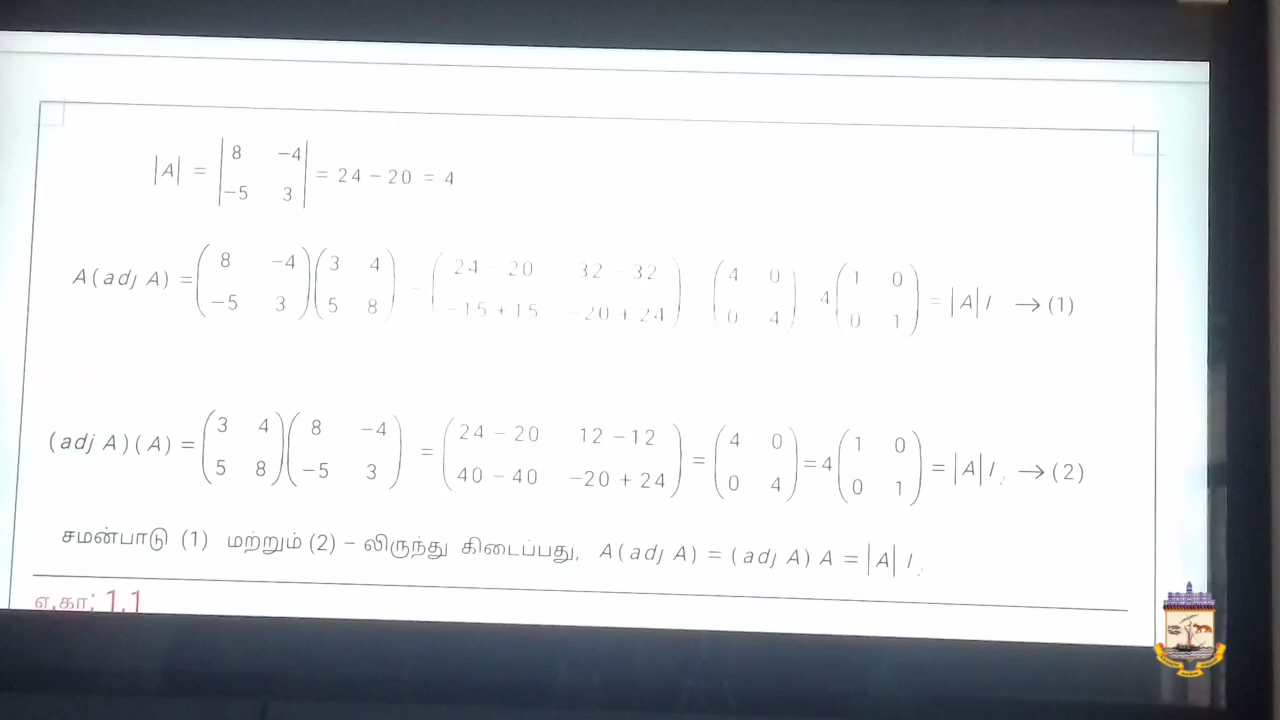 |A| = |8 −4 −5 3| = 24 − 20 = 4
A(adj A) = (8 −4 −5 3)(3 4 5 8) − (24 − 20 32 − 32 −15 + 15 −20 + 24) (4 0 0 4) 4(1 0 0 1) = |A| I → (1)
(adj A)(A) = (3 4 5 8)(8 −4 −5 3) = (24 − 20 12 − 12 40 − 40 −20 + 24) = (4 0 0 4) = 4(1 0 0 1) = |A| I, → (2)
சமன்பாடு (1) மற்றும் (2) – லிருந்து கிடைப்பது, A(adj A) = (adj A) A = |A| I,
எ.கா: 1.1